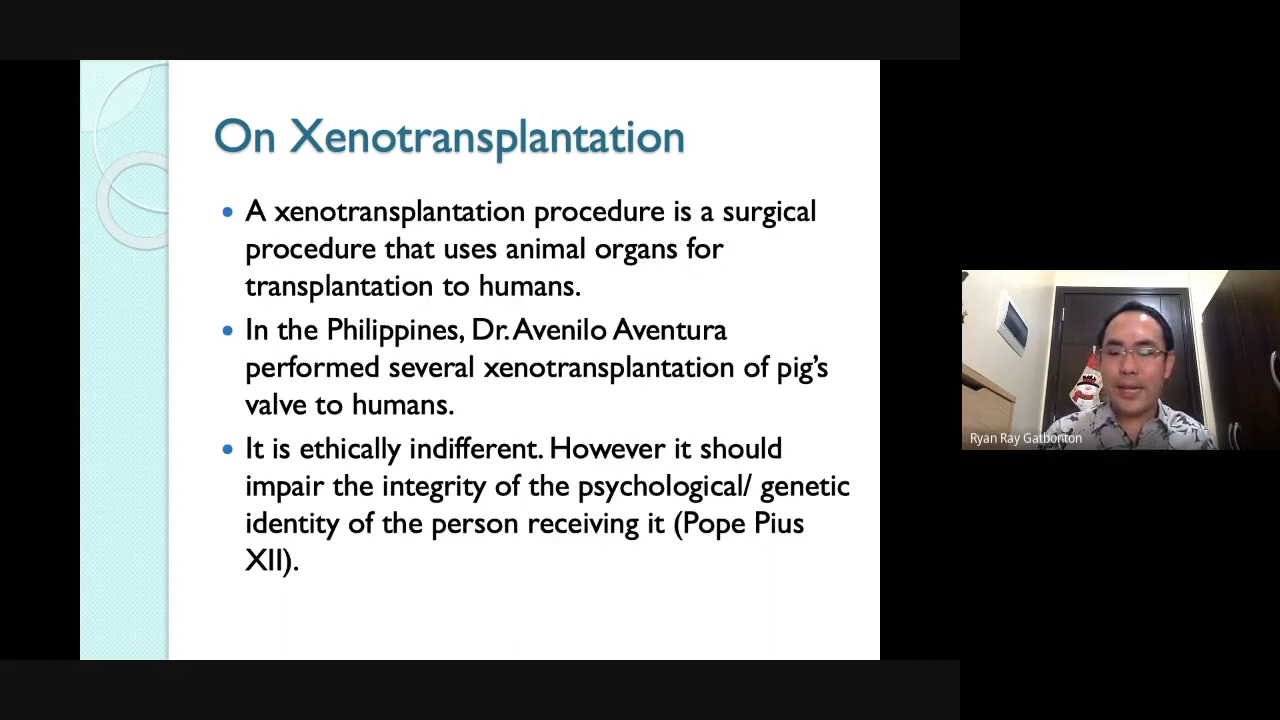 On Xenotransplantation
• A xenotransplantation procedure is a surgical
procedure that uses animal organs for
transplantation to humans.
• In the Philippines, Dr. Avenilo Aventura
performed several xenotransplantation of pig's
valve to humans.
• It is ethically indifferent. However it should
impair the integrity of the psychological/ genetic
identity of the person receiving it (Pope Pius
XII).
Ryan Ray Gatbonton